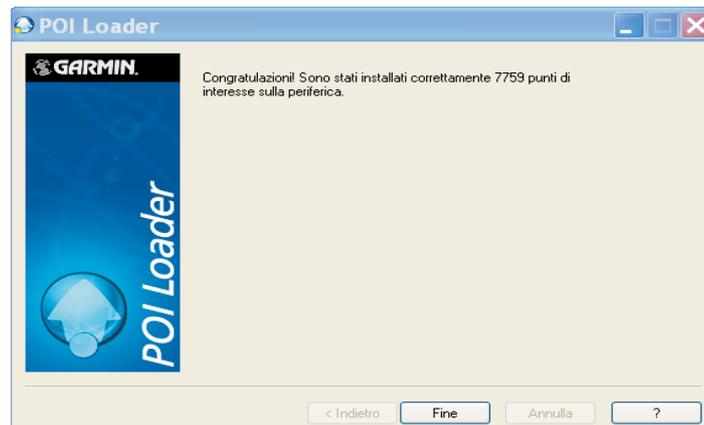 POI Loader
GARMIN.
Congratulazioni! Sono stati installati correttamente 7759 punti di
interesse sulla periferica.
POI Loader
< Indietro
Fine
Annulla
?